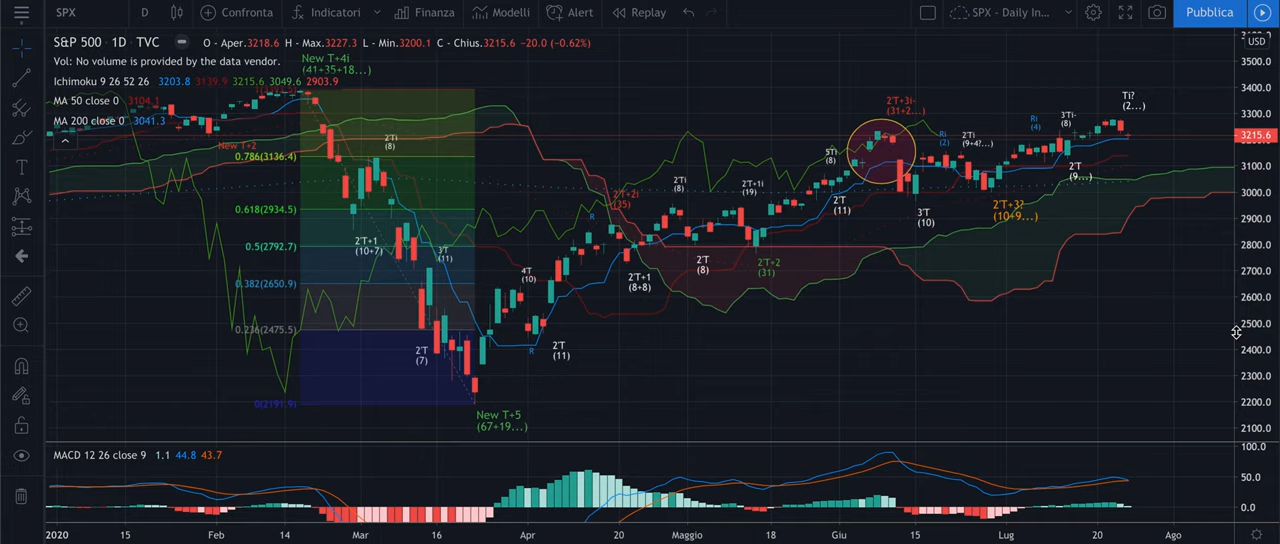 SPX D Confronta Indicatori Finanza Modelli Alert Replay SPX - Daily In... Pubblica
S&P 500 · 1D · TVC O - Aper.3218.6 H - Max.3227.3 L - Min.3200.1 C - Chius.3215.6 −20.0 (−0.62%)
Vol: No volume is provided by the data vendor.
Ichimoku 9 26 52 26 3203.8 3139.9 3215.6 3049.6 2903.9
MA 50 close 0 3104.1
MA 200 close 0 3041.3
New T+4i
(41+35+18...)
New T+2
0.786(3136.4)
0.618(2934.5)
0.5(2792.7)
0.382(2650.9)
0.236(2475.5)
0(2191.9)
2Ti
(8)
2'T+1
(10+7)
3T
(11)
2'T
(7)
New T+5
(67+19...)
4T
(10)
R
2'T
(11)
R
2'T+2i
(35)
2'T+1
(8+8)
2Ti
(8)
2'T
(8)
2'T+1i
(19)
2'T+2
(31)
5Ti
(8)
2'T
(11)
2'T+3i-
(31+2...)
3'T
(10)
Ri
(2)
2'Ti
(9+4?...)
2'T+3?
(10+9...)
Ri
(4)
3Ti-
(8)
2'T
(9...)
Ti?
(2...)
USD
3500.0
3400.0
3300.0
3215.6
3100.0
3000.0
2900.0
2800.0
2700.0
2600.0
2500.0
2400.0
2300.0
2200.0
2100.0
MACD 12 26 close 9 1.1 44.8 43.7
100.0
50.0
0.0
2020 15 Feb 14 Mar 16 Apr 20 Maggio 18 Giu 15 Lug 20 Ago